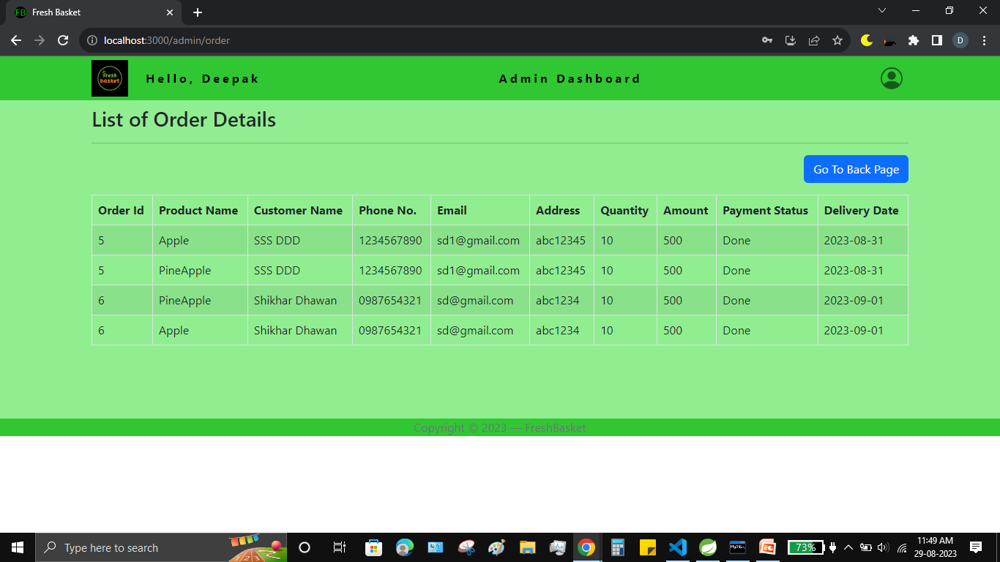 FB Fresh Basket
localhost:3000/admin/order
D
Fresh basket
Hello, Deepak
Admin Dashboard
List of Order Details
Go To Back Page
Order Id Product Name Customer Name Phone No. Email Address Quantity Amount Payment Status Delivery Date
5 Apple SSS DDD 1234567890 sd1@gmail.com abc12345 10 500 Done 2023-08-31
5 PineApple SSS DDD 1234567890 sd1@gmail.com abc12345 10 500 Done 2023-08-31
6 PineApple Shikhar Dhawan 0987654321 sd@gmail.com abc1234 10 500 Done 2023-09-01
6 Apple Shikhar Dhawan 0987654321 sd@gmail.com abc1234 10 500 Done 2023-09-01
Copyright © 2023 — FreshBasket
Type here to search
MySQL
73%
11:49 AM
29-08-2023